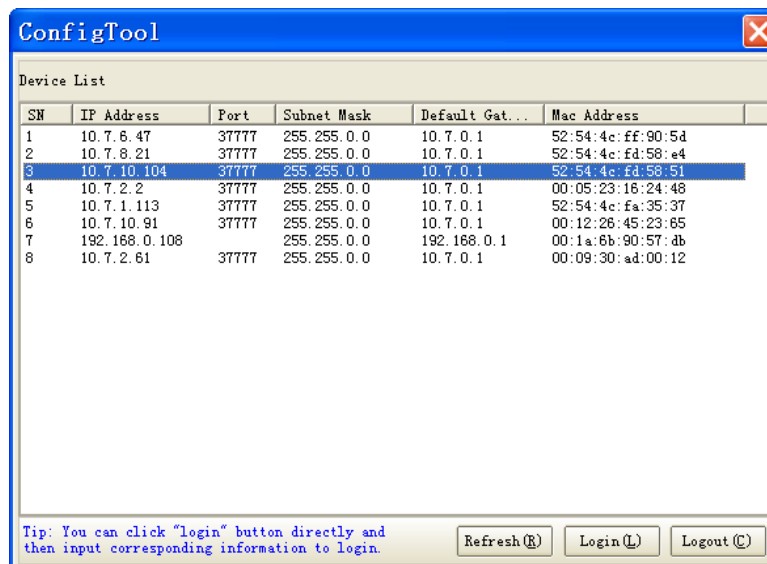 ConfigTool
Device List
SN IP Address Port Subnet Mask Default Gat... Mac Address
1 10.7.6.47 37777 255.255.0.0 10.7.0.1 52:54:4c:ff:90:5d
2 10.7.8.21 37777 255.255.0.0 10.7.0.1 52:54:4c:fd:58:e4
3 10.7.10.104 37777 255.255.0.0 10.7.0.1 52:54:4c:fd:58:51
4 10.7.2.2 37777 255.255.0.0 10.7.0.1 00:05:23:16:24:48
5 10.7.1.113 37777 255.255.0.0 10.7.0.1 52:54:4c:fa:35:37
6 10.7.10.91 37777 255.255.0.0 10.7.0.1 00:12:26:45:23:65
7 192.168.0.108 255.255.0.0 192.168.0.1 00:1a:6b:90:57:db
8 10.7.2.61 37777 255.255.0.0 10.7.0.1 00:09:30:ad:00:12
Tip: You can click "login" button directly and
then input corresponding information to login.
Refresh(R) Login(L) Logout(C)